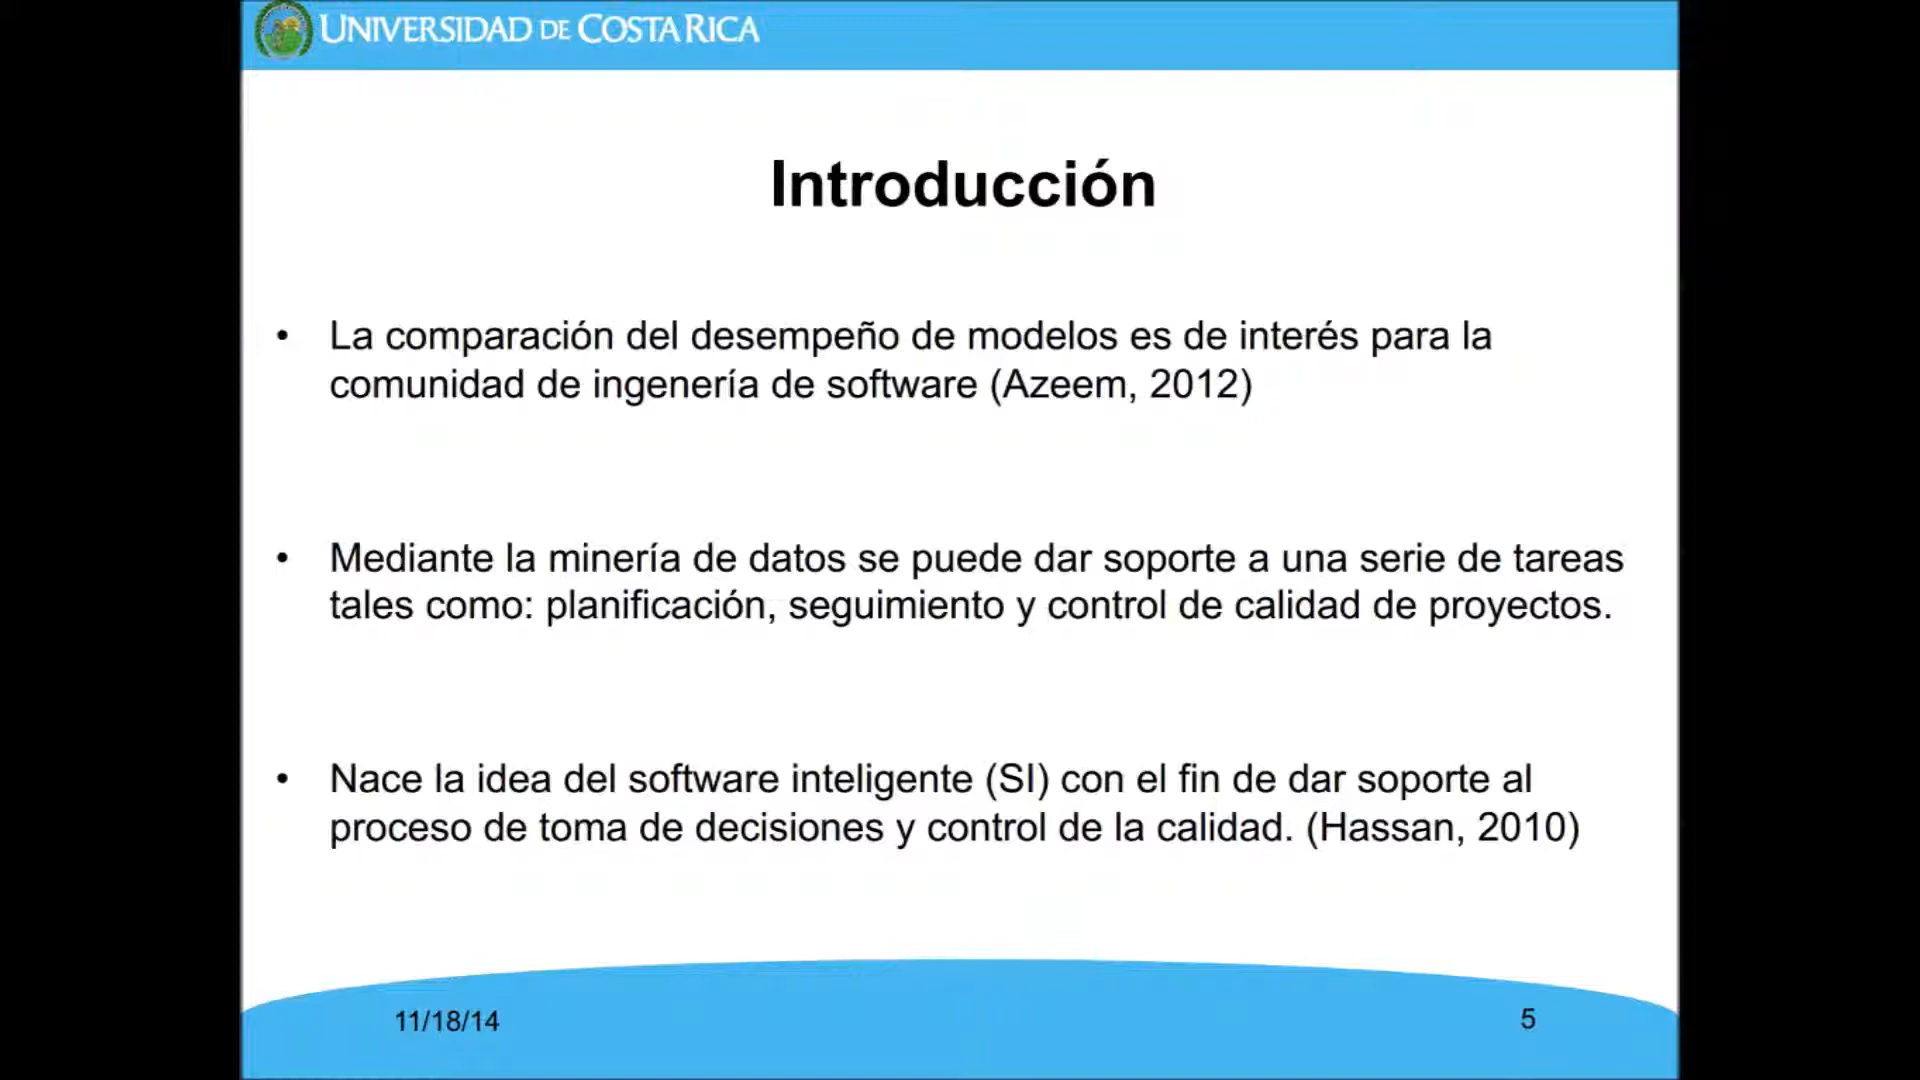 UNIVERSIDAD DE COSTA RICA
Introducción
• La comparación del desempeño de modelos es de interés para la
comunidad de ingenería de software (Azeem, 2012)
• Mediante la minería de datos se puede dar soporte a una serie de tareas
tales como: planificación, seguimiento y control de calidad de proyectos.
• Nace la idea del software inteligente (SI) con el fin de dar soporte al
proceso de toma de decisiones y control de la calidad. (Hassan, 2010)
11/18/14
5